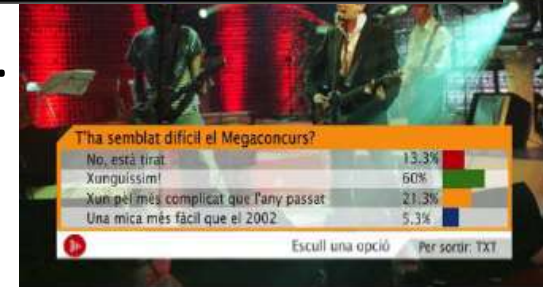 T'ha semblat difícil el Megaconcurs?
No, està tirat 13.3%
Xunguíssim! 60%
Xun pèl més complicat que l'any passat 21.3%
Una mica més fàcil que el 2002 5.3%
Escull una opció Per sortir: TXT